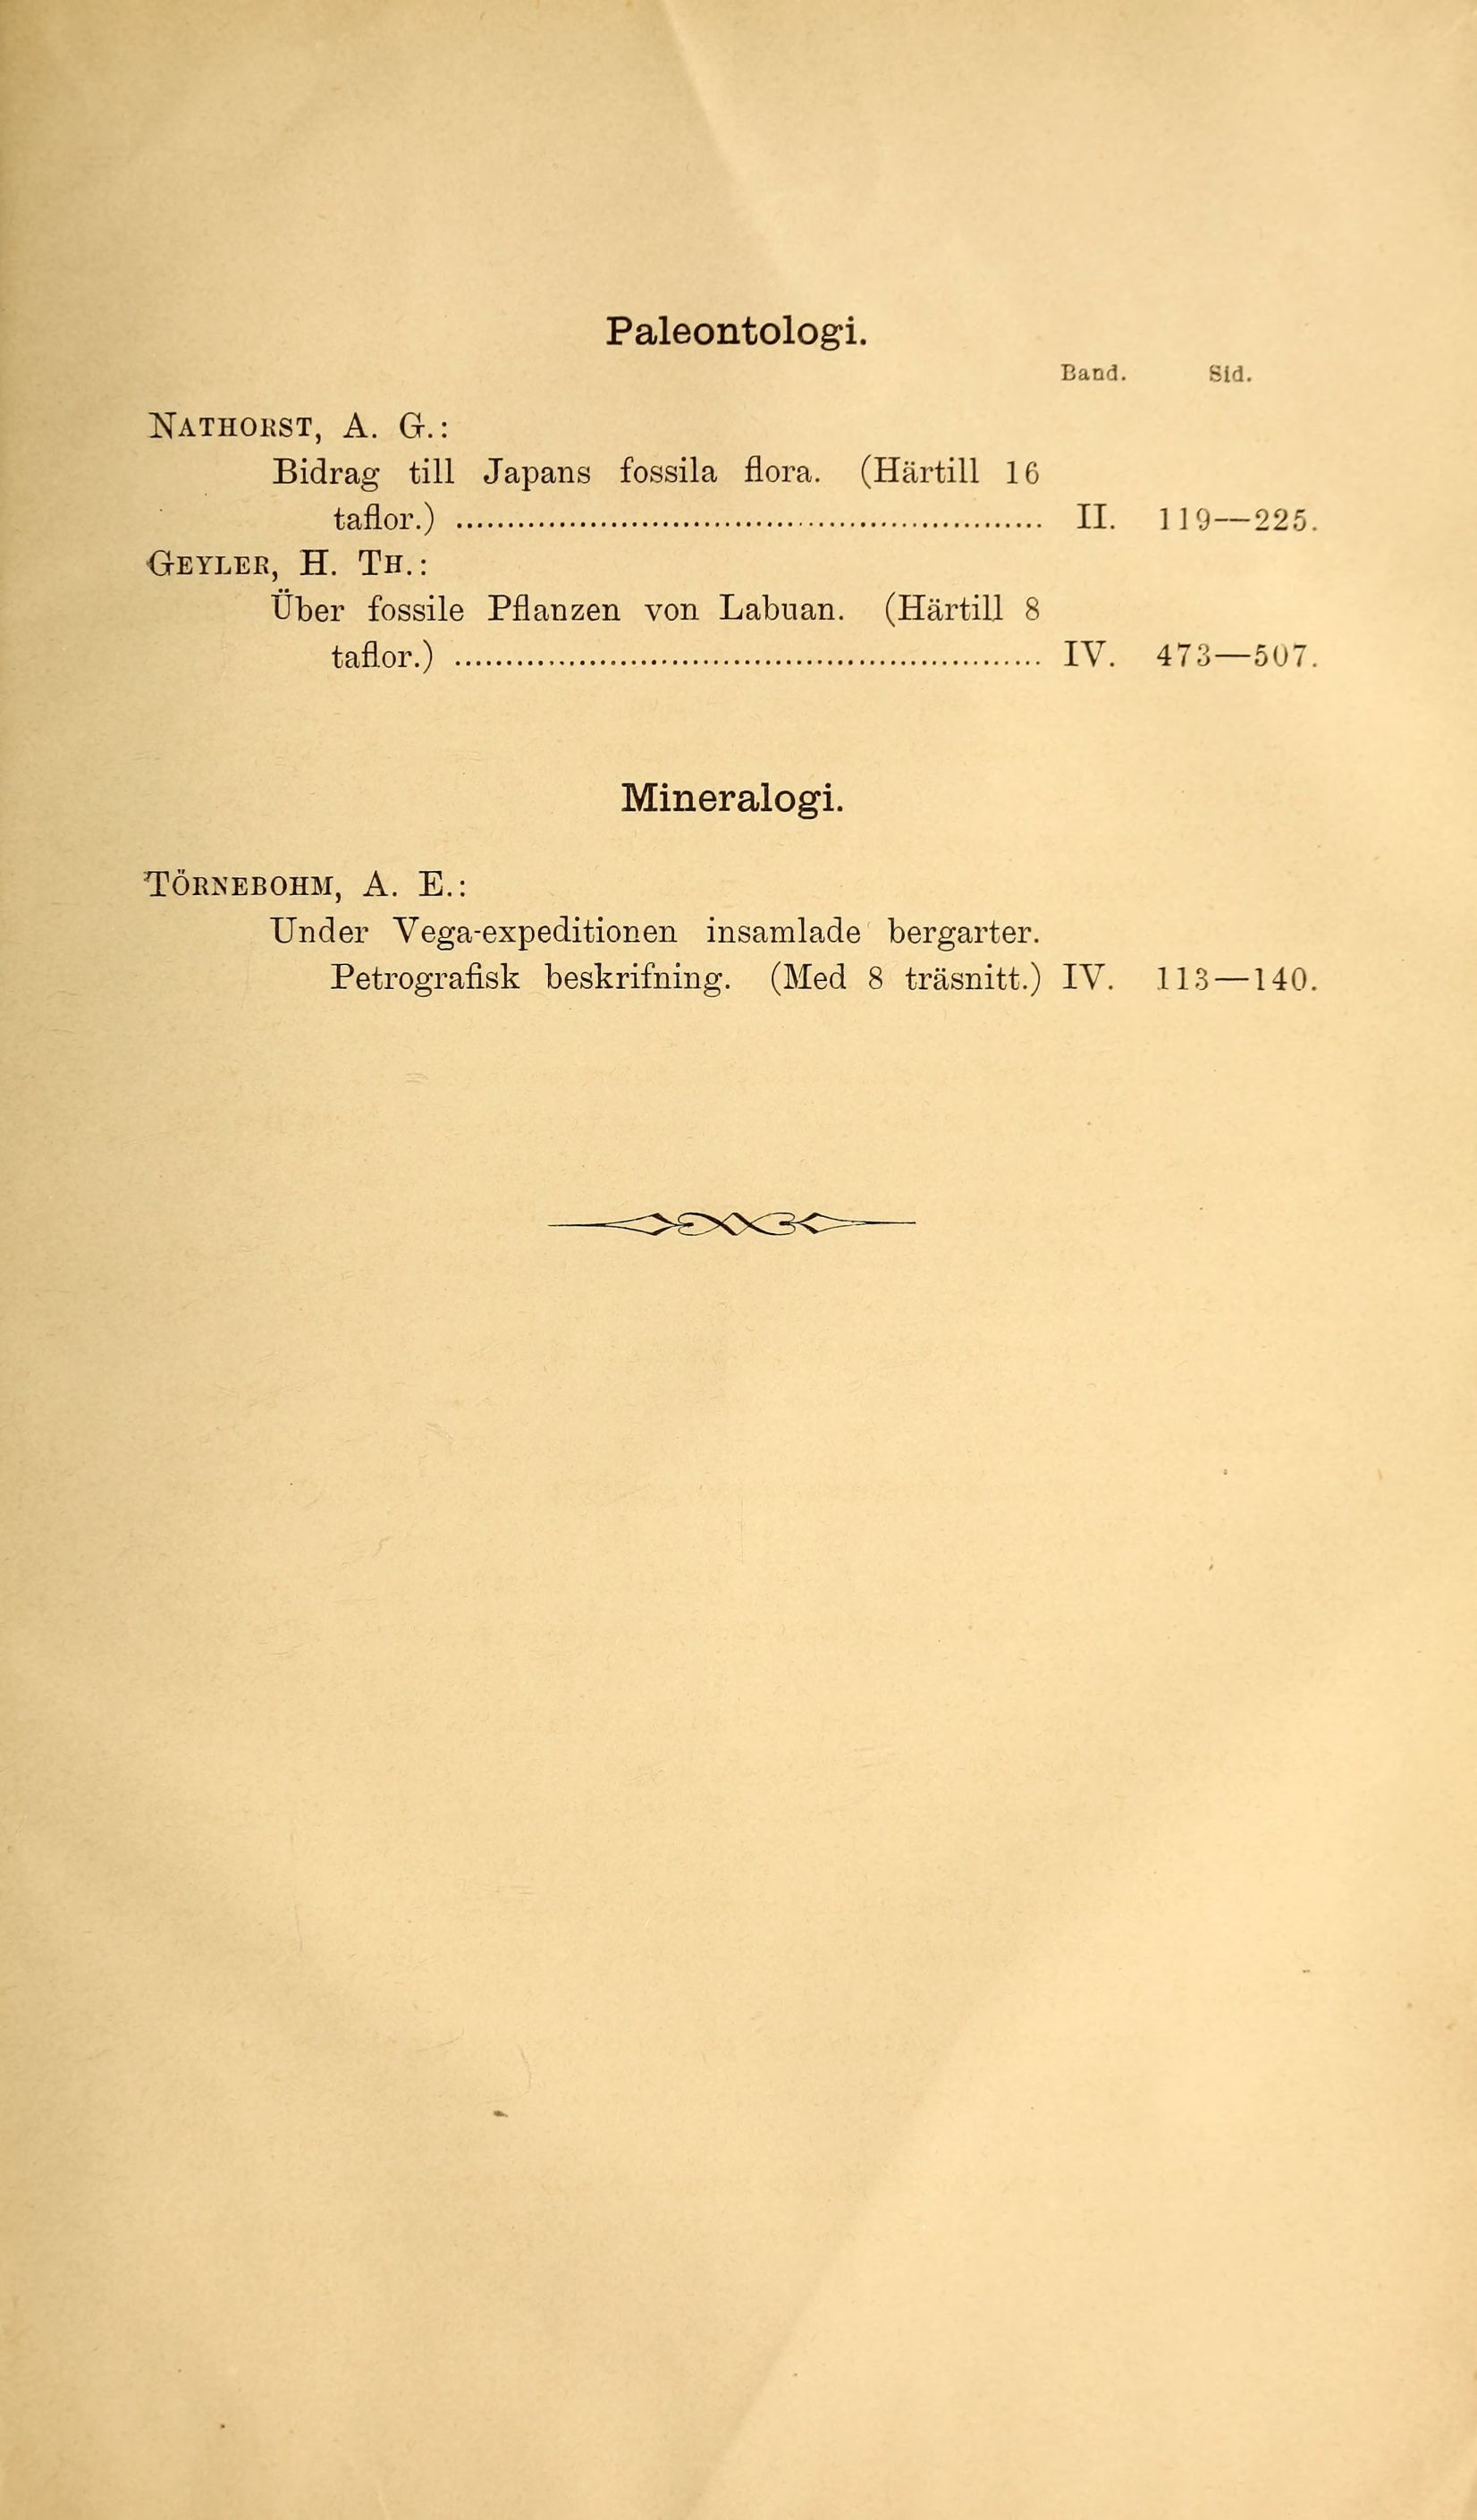 Paleontologi.
Band. Sid.
NATHORST, A. G.:
Bidrag till Japans fossila flora. (Härtill 16
taflor.) ........................................ II. 119—225.
GEYLER, H. TH.:
Über fossile Pflanzen von Labuan. (Härtill 8
taflor.) ........................................ IV. 473—507.
Mineralogi.
TÖRNEBOHM, A. E.:
Under Vega-expeditionen insamlade bergarter.
Petrografisk beskrifning. (Med 8 träsnitt.) IV. 113—140.